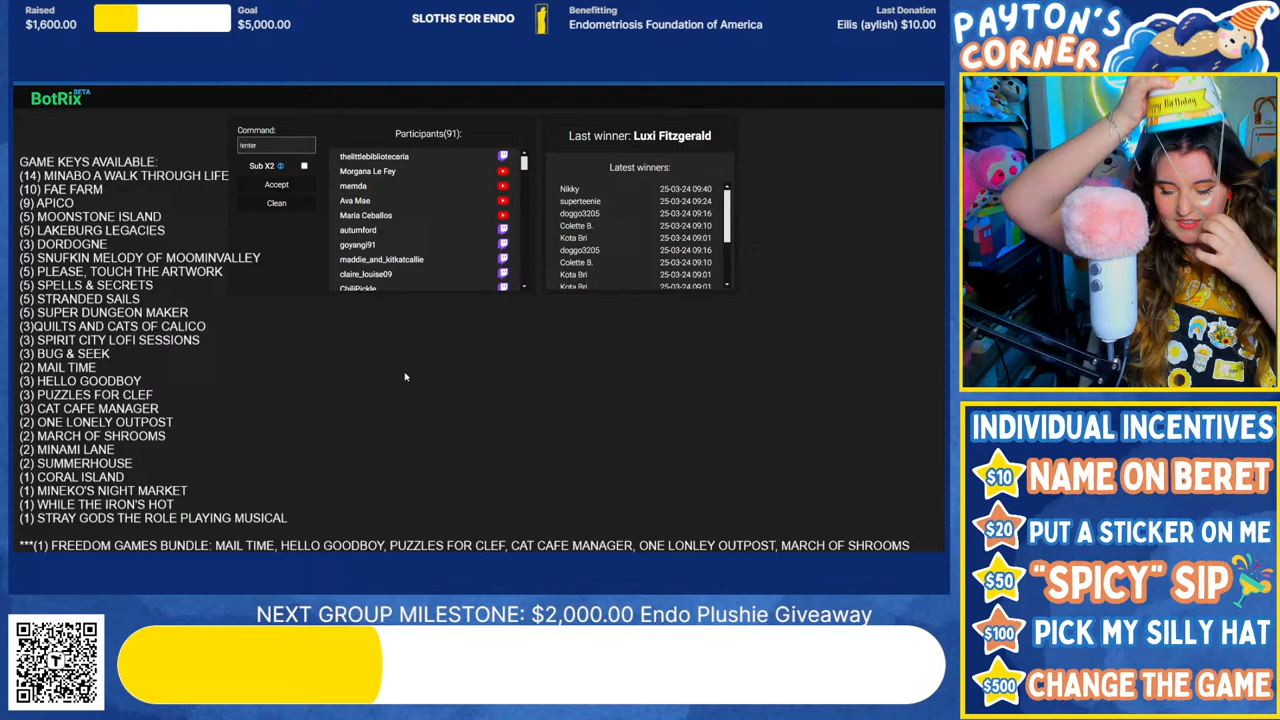 Raised
$1,600.00
Goal
$5,000.00
SLOTHS FOR ENDO
Benefitting
Endometriosis Foundation of America
Last Donation
Eilis (aylish) $10.00
PAYTON'S
CORNER
BotRix BETA
Command:
!enter
Sub X2
Accept
Clean
Participants(91):
thelittlebibliotecaria
Morgana Le Fey
memda
Ava Mae
Maria Ceballos
autumford
goyangi91
maddie_and_kitkatcallie
claire_louise09
ChiliPickle
Last winner: Luxi Fitzgerald
Latest winners:
Nikky 25-03-24 09:40
superteenie 25-03-24 09:24
doggo3205 25-03-24 09:16
Colette B. 25-03-24 09:10
Kota Bri 25-03-24 09:01
doggo3205 25-03-24 09:16
Colette B. 25-03-24 09:10
Kota Bri 25-03-24 09:01
Kota Bri 25-03-24 09:01
GAME KEYS AVAILABLE:
(14) MINABO A WALK THROUGH LIFE
(10) FAE FARM
(9) APICO
(5) MOONSTONE ISLAND
(5) LAKEBURG LEGACIES
(3) DORDOGNE
(5) SNUFKIN MELODY OF MOOMINVALLEY
(5) PLEASE, TOUCH THE ARTWORK
(5) SPELLS & SECRETS
(5) STRANDED SAILS
(5) SUPER DUNGEON MAKER
(3)QUILTS AND CATS OF CALICO
(3) SPIRIT CITY LOFI SESSIONS
(3) BUG & SEEK
(2) MAIL TIME
(3) HELLO GOODBOY
(3) PUZZLES FOR CLEF
(3) CAT CAFE MANAGER
(2) ONE LONELY OUTPOST
(2) MARCH OF SHROOMS
(2) MINAMI LANE
(2) SUMMERHOUSE
(1) CORAL ISLAND
(1) MINEKO'S NIGHT MARKET
(1) WHILE THE IRON'S HOT
(1) STRAY GODS THE ROLE PLAYING MUSICAL
***(1) FREEDOM GAMES BUNDLE: MAIL TIME, HELLO GOODBOY, PUZZLES FOR CLEF, CAT CAFE MANAGER, ONE LONLEY OUTPOST, MARCH OF SHROOMS
Birthday
NEXT GROUP MILESTONE: $2,000.00 Endo Plushie Giveaway
INDIVIDUAL INCENTIVES
$10 NAME ON BERET
$20 PUT A STICKER ON ME
$50 "SPICY" SIP
$100 PICK MY SILLY HAT
$500 CHANGE THE GAME